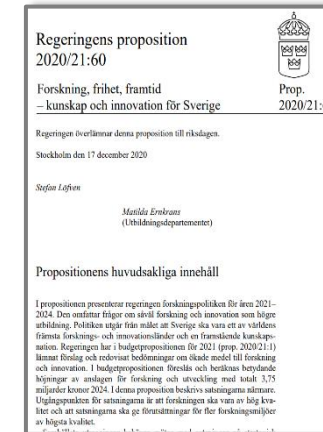 Regeringens proposition
2020/21:60
Forskning, frihet, framtid
– kunskap och innovation för Sverige
Prop.
2020/21:6
Regeringen överlämnar denna proposition till riksdagen.
Stockholm den 17 december 2020
Stefan Löfven
Matilda Ernkrans
(Utbildningsdepartementet)
Propositionens huvudsakliga innehåll
I propositionen presenterar regeringen forskningspolitiken för åren 2021–
2024. Den omfattar frågor om såväl forskning och innovation som högre
utbildning. Politiken utgår från målet att Sverige ska vara ett av världens
främsta forsknings- och innovationsländer och en framstående kunskaps-
nation. Regeringen har i budgetpropositionen för 2021 (prop. 2020/21:1)
lämnat förslag och redovisat bedömningar om ökade medel till forskning
och innovation. I budgetpropositionen föreslås och beräknas betydande
höjningar av anslagen för forskning och utveckling med totalt 3,75
miljarder kronor 2024. I denna proposition beskrivs satsningarna närmare.
Utgångspunkten för satsningarna är att forskningen ska vara av hög kva-
litet och att satsningarna ska ge förutsättningar för fler forskningsmiljöer
av högsta kvalitet.